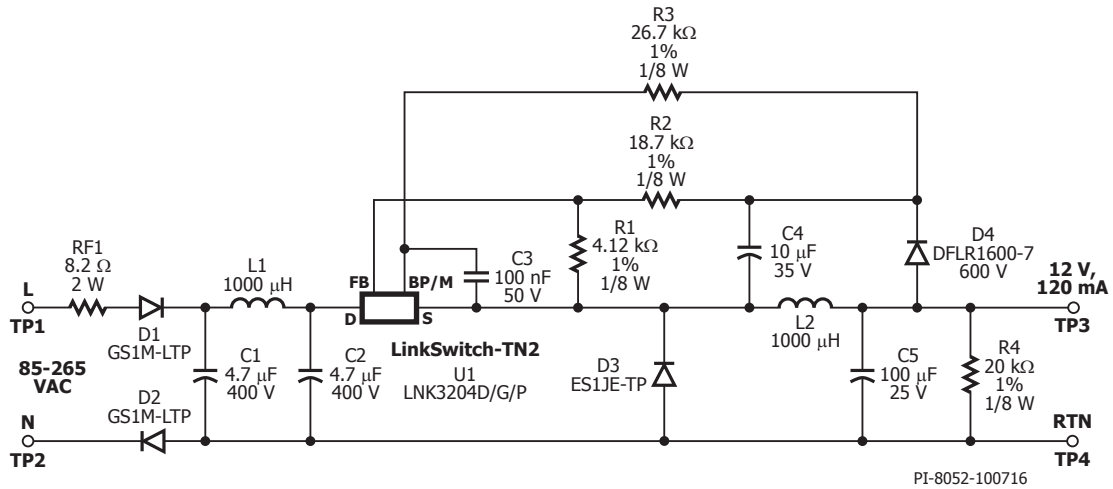 R3
26.7 kΩ
1%
1/8 W
R2
18.7 kΩ
1%
1/8 W
RF1
8.2 Ω
2 W
L1
1000 µH
FB
BP/M
D
S
C3
100 nF
50 V
R1
4.12 kΩ
1%
1/8 W
C4
10 µF
35 V
D4
DFLR1600-7
600 V
12 V,
120 mA
L
TP1
TP3
D1
GS1M-LTP
L2
1000 µH
85-265
VAC
C1
4.7 µF
400 V
C2
4.7 µF
400 V
LinkSwitch-TN2
U1
LNK3204D/G/P
D3
ES1JE-TP
C5
100 µF
25 V
R4
20 kΩ
1%
1/8 W
D2
GS1M-LTP
N
TP2
RTN
TP4
PI-8052-100716